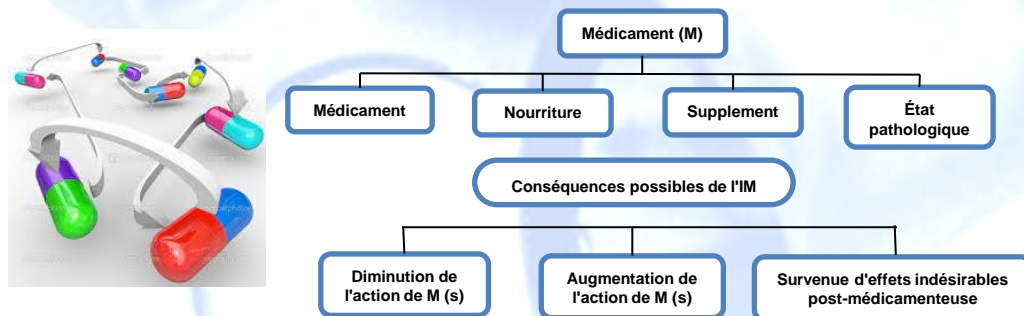 Médicament (M)
Médicament
Nourriture
Supplement
État
pathologique
Conséquences possibles de l'IM
Diminution de
l'action de M (s)
Augmentation de
l'action de M (s)
Survenue d'effets indésirables
post-médicamenteuse